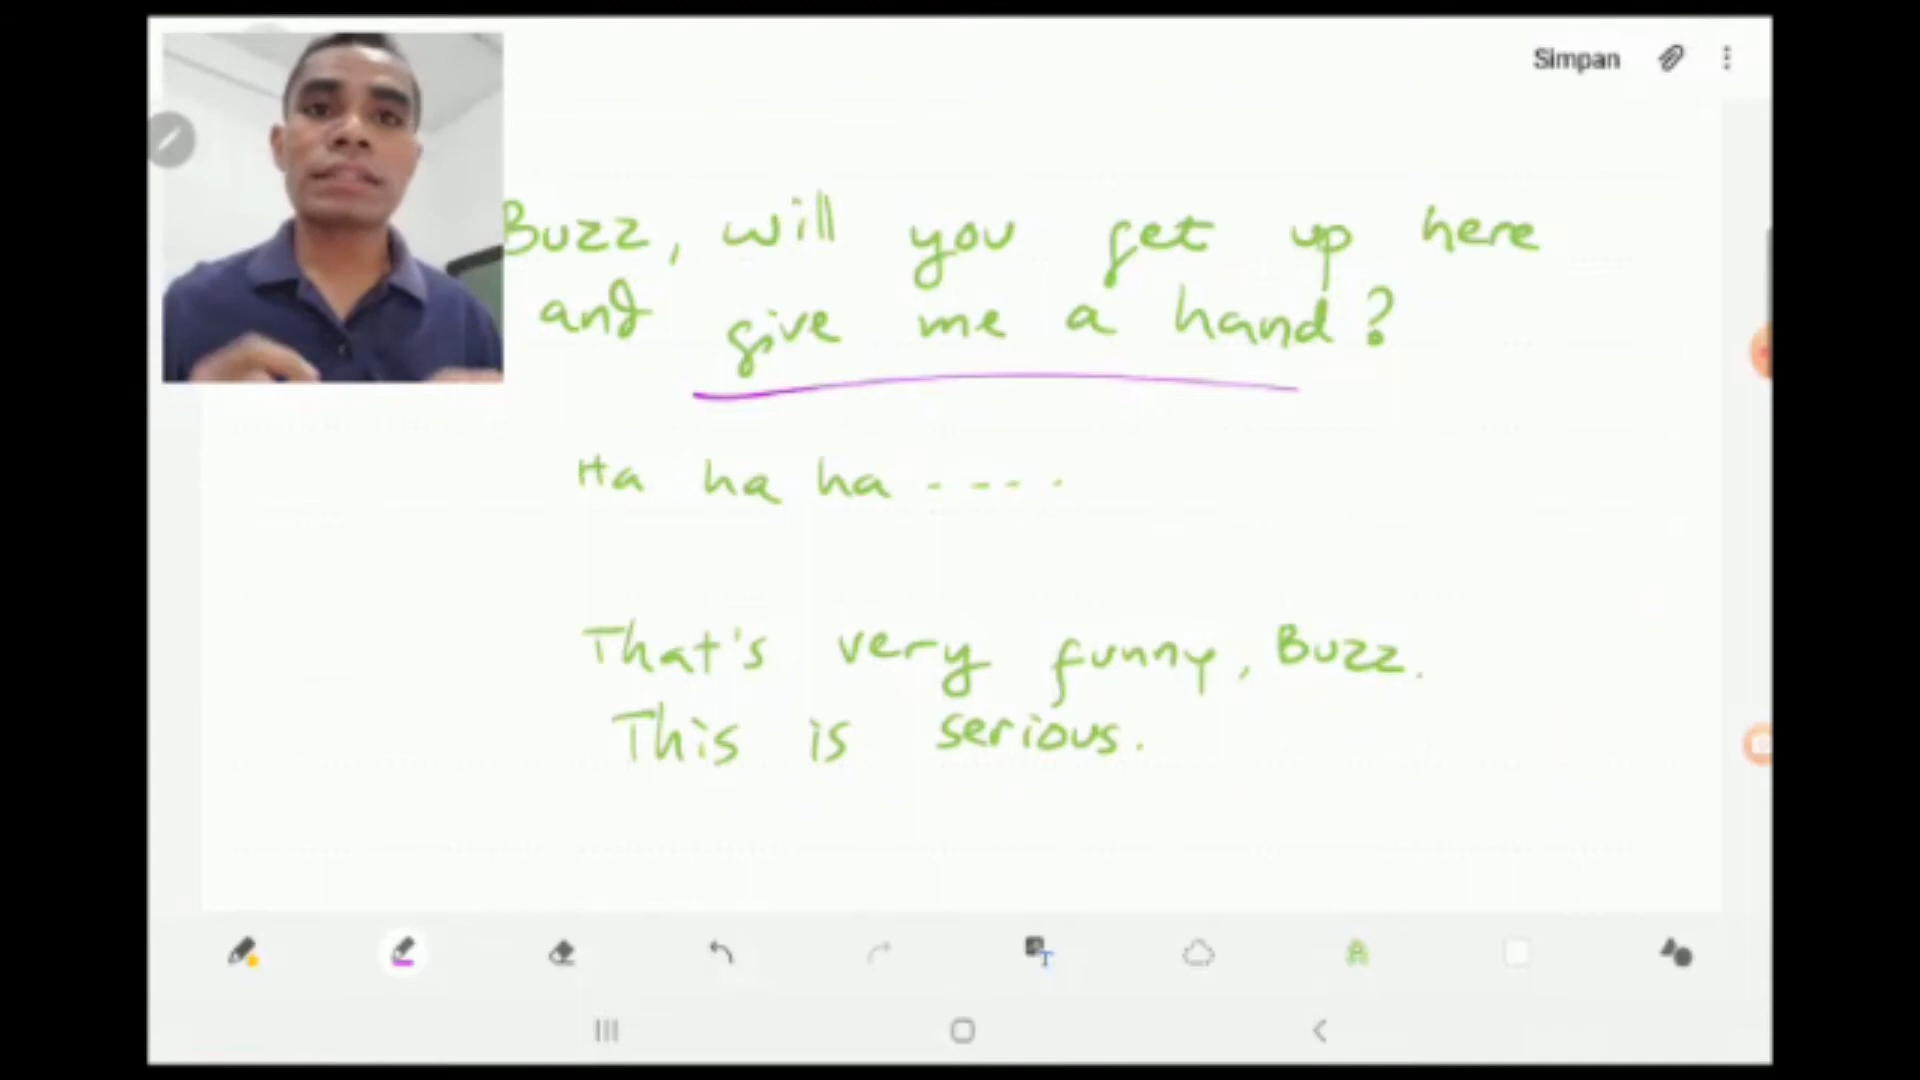 Simpan
Buzz, will you get up here
and give me a hand?
Ha ha ha - - - .
That's very funny, Buzz.
This is serious.